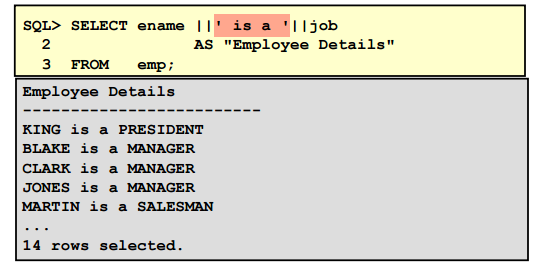 SQL> SELECT ename ||' is a '||job
2 AS "Employee Details"
3 FROM emp;
Employee Details
-------------------------
KING is a PRESIDENT
BLAKE is a MANAGER
CLARK is a MANAGER
JONES is a MANAGER
MARTIN is a SALESMAN
...
14 rows selected.